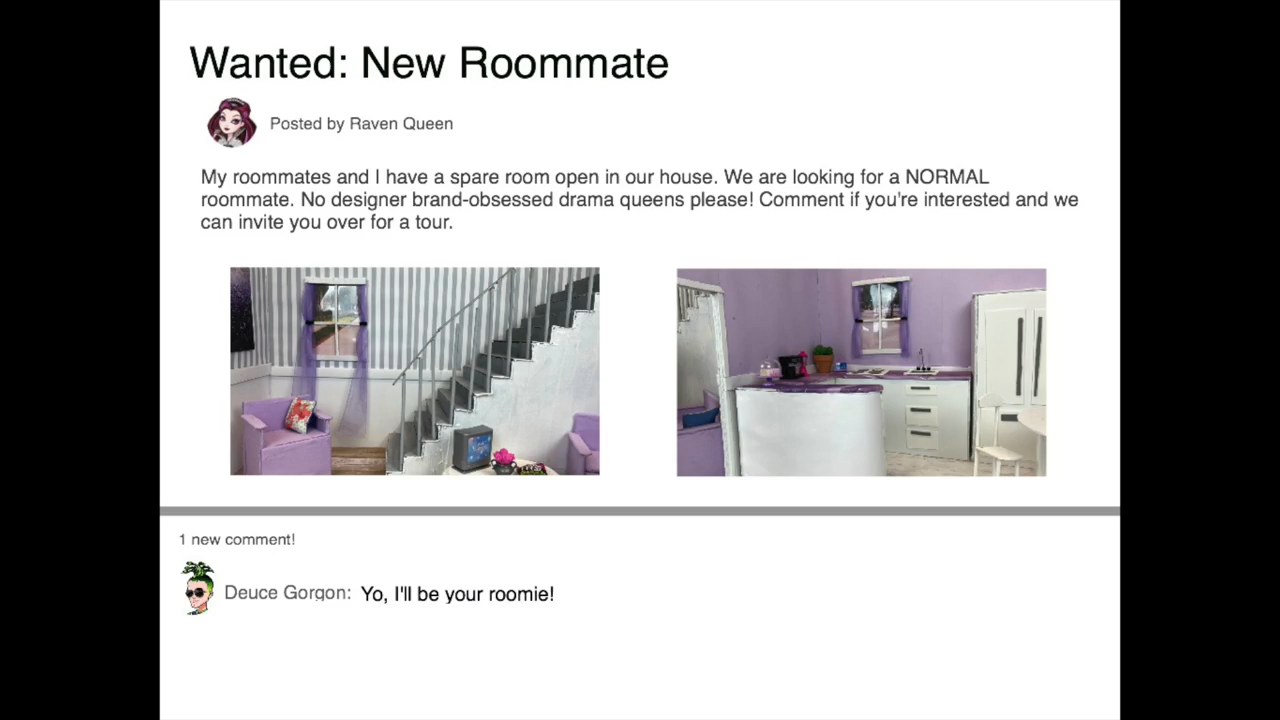 Wanted: New Roommate
Posted by Raven Queen
My roommates and I have a spare room open in our house. We are looking for a NORMAL
roommate. No designer brand-obsessed drama queens please! Comment if you're interested and we
can invite you over for a tour.
1 new comment!
Deuce Gorgon: Yo, I'll be your roomie!